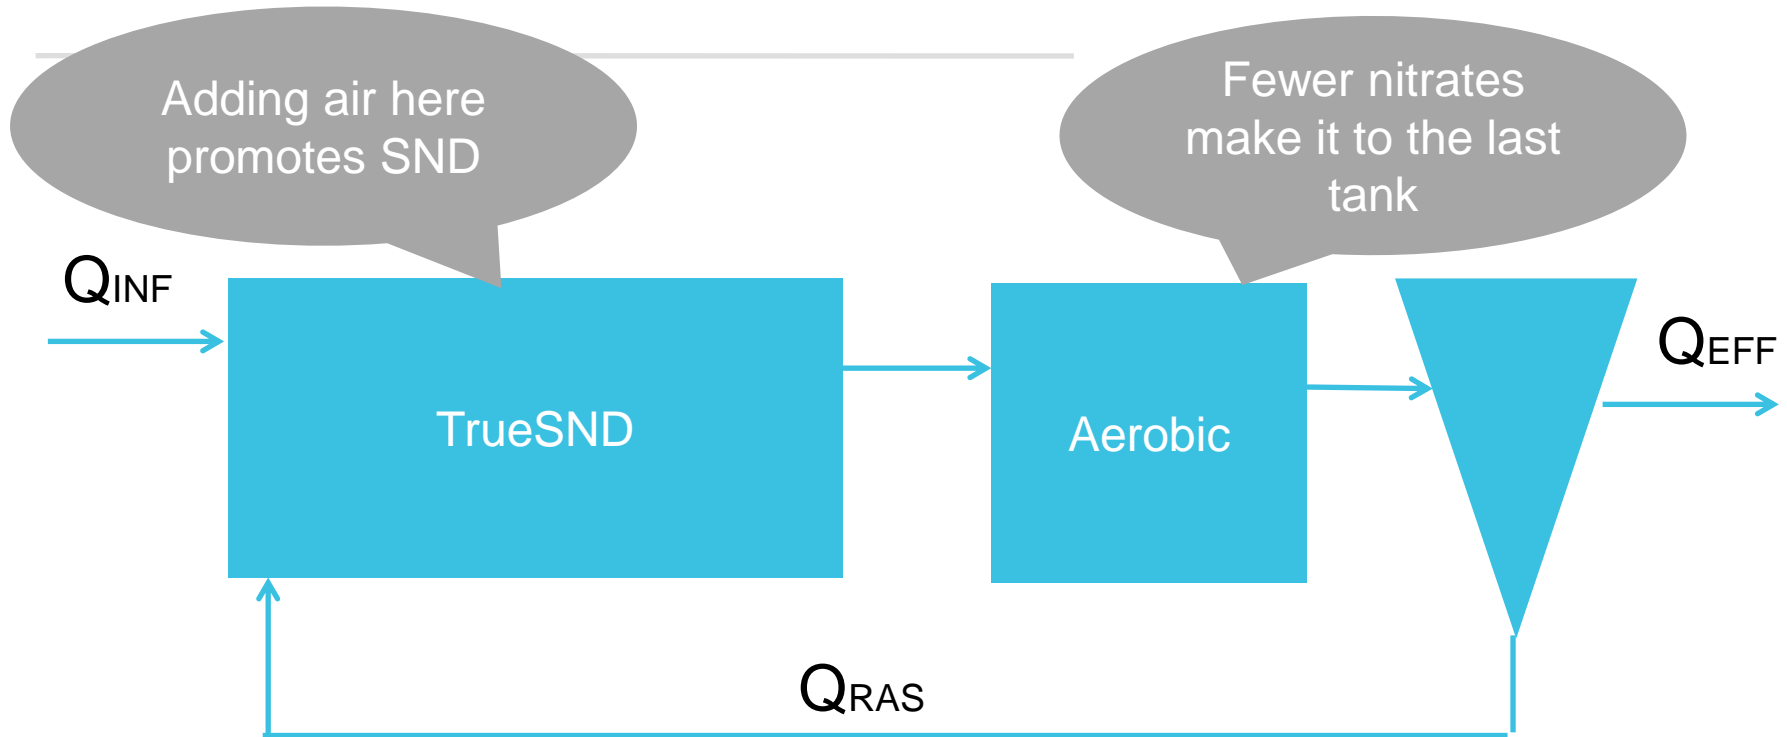 Adding air here
promotes SND
Fewer nitrates
make it to the last
tank
QINF
QEFF
TrueSND
Aerobic
QRAS